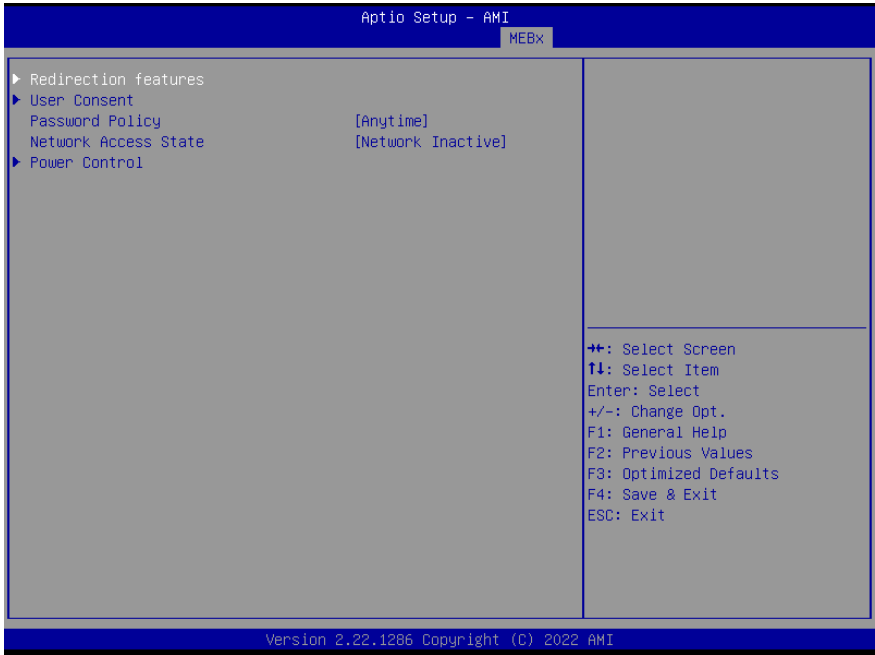 Aptio Setup – AMI
MEBx
Redirection features
User Consent
Password Policy [Anytime]
Network Access State [Network Inactive]
Power Control
→←: Select Screen
↑↓: Select Item
Enter: Select
+/-: Change Opt.
F1: General Help
F2: Previous Values
F3: Optimized Defaults
F4: Save & Exit
ESC: Exit
Version 2.22.1286 Copyright (C) 2022 AMI